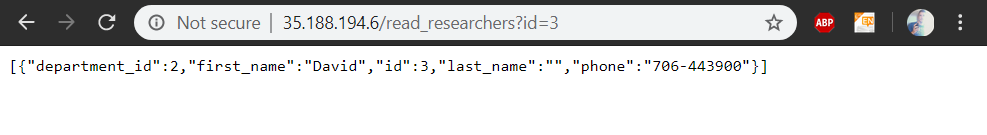 Not secure | 35.188.194.6/read_researchers?id=3
ABP
EN
[{"department_id":2,"first_name":"David","id":3,"last_name":"","phone":"706-443900"}]